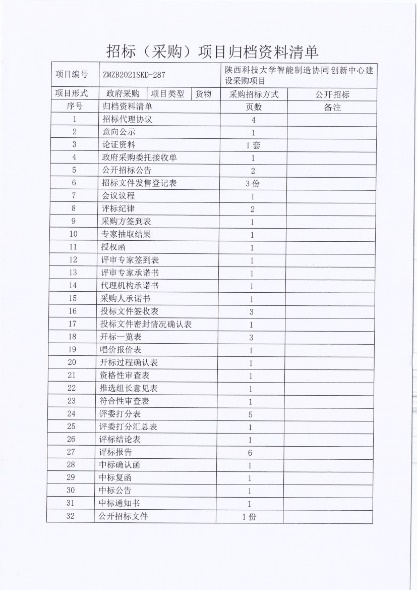 招标（采购）项目归档资料清单
项目编号 ZMZB2021SKD-287 陕西科技大学智能制造协同创新中心建
设采购项目
项目形式 政府采购 项目类型 货物 采购招标方式 公开招标
序号 归档资料清单 页数 备注
1 招标代理协议 4
2 意向公示 1
3 论证资料 1套
4 政府采购委托接收单 1
5 公开招标公告 2
6 招标文件发售登记表 3份
7 会议议程 1
8 评标纪律 2
9 采购方签到表 1
10 专家抽取结果 1
11 授权函 1
12 评审专家签到表 1
13 评审专家承诺书 1
14 代理机构承诺书 1
15 采购人承诺书 1
16 投标文件签收表 3
17 投标文件密封情况确认表 1
18 开标一览表 3
19 唱价报价表 1
20 开标过程确认表 1
21 资格性审查表 1
22 推选组长意见表 1
23 符合性审查表 1
24 评委打分表 5
25 评委打分汇总表 1
26 评标结论表 1
27 评标报告 6
28 中标确认函 1
29 中标复函 1
30 中标公告 1
31 中标通知书 1
32 公开招标文件 1份